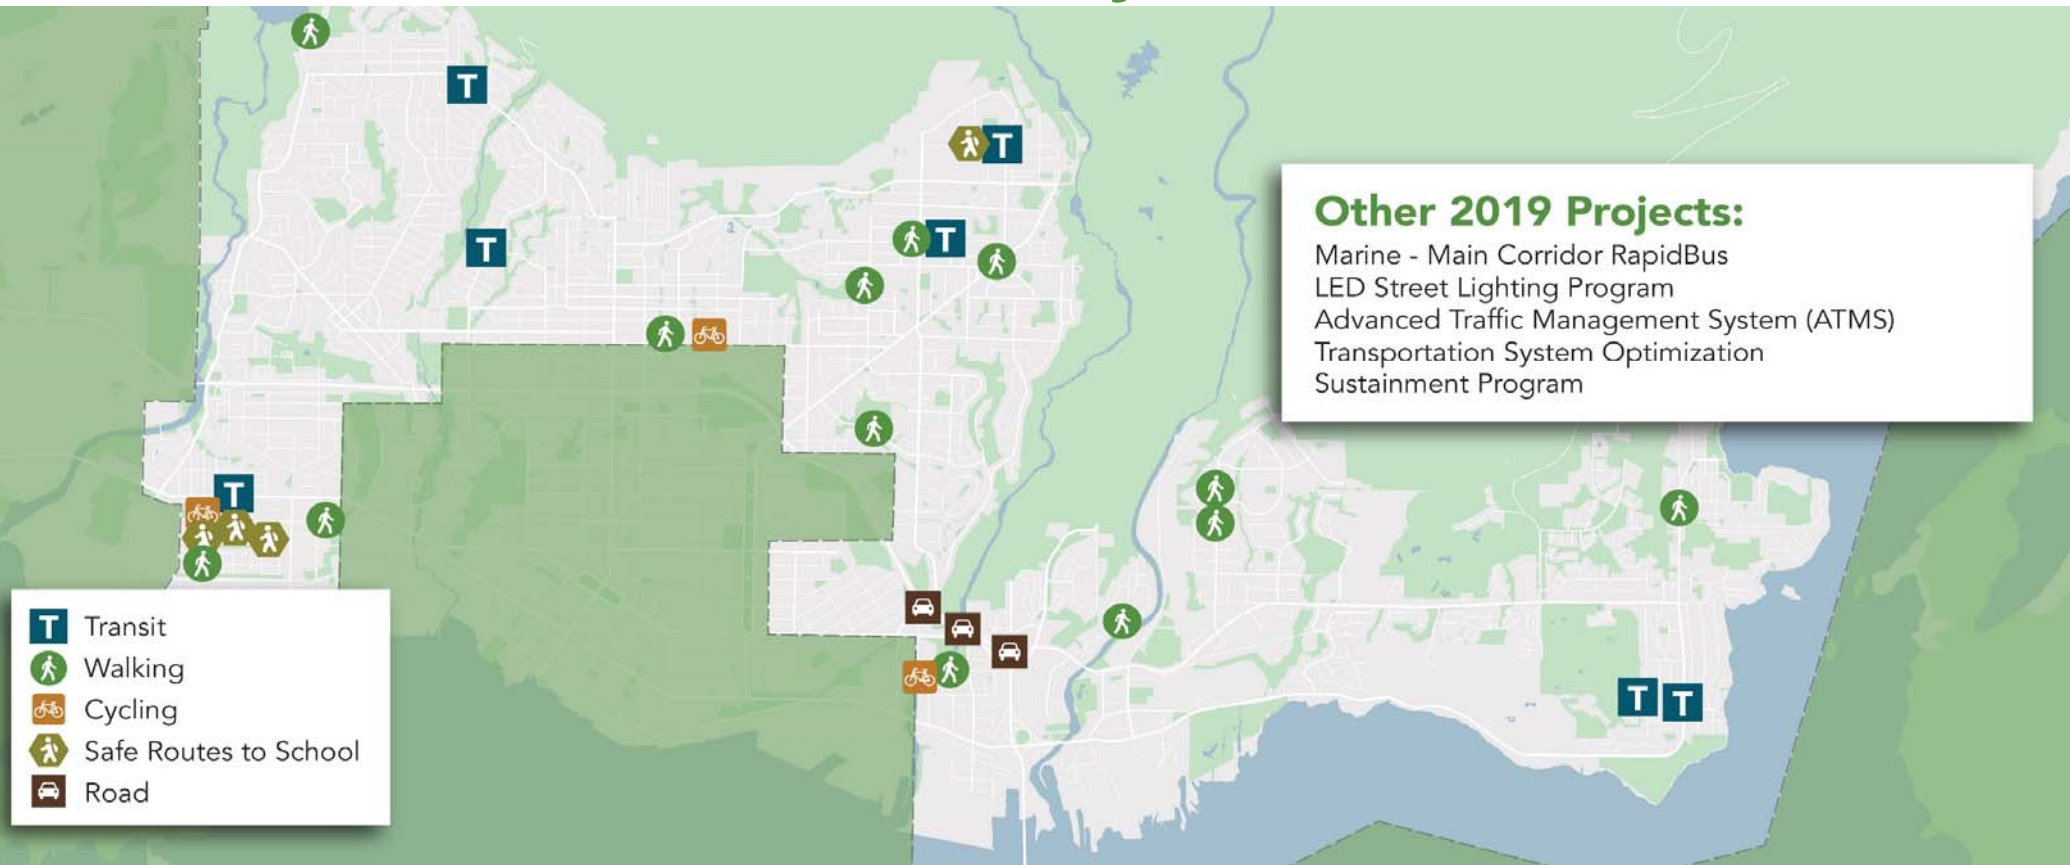 Other 2019 Projects:
Marine - Main Corridor RapidBus
LED Street Lighting Program
Advanced Traffic Management System (ATMS)
Transportation System Optimization
Sustainment Program
T
T
T
T
T
T
T
T Transit
Walking
Cycling
Safe Routes to School
Road